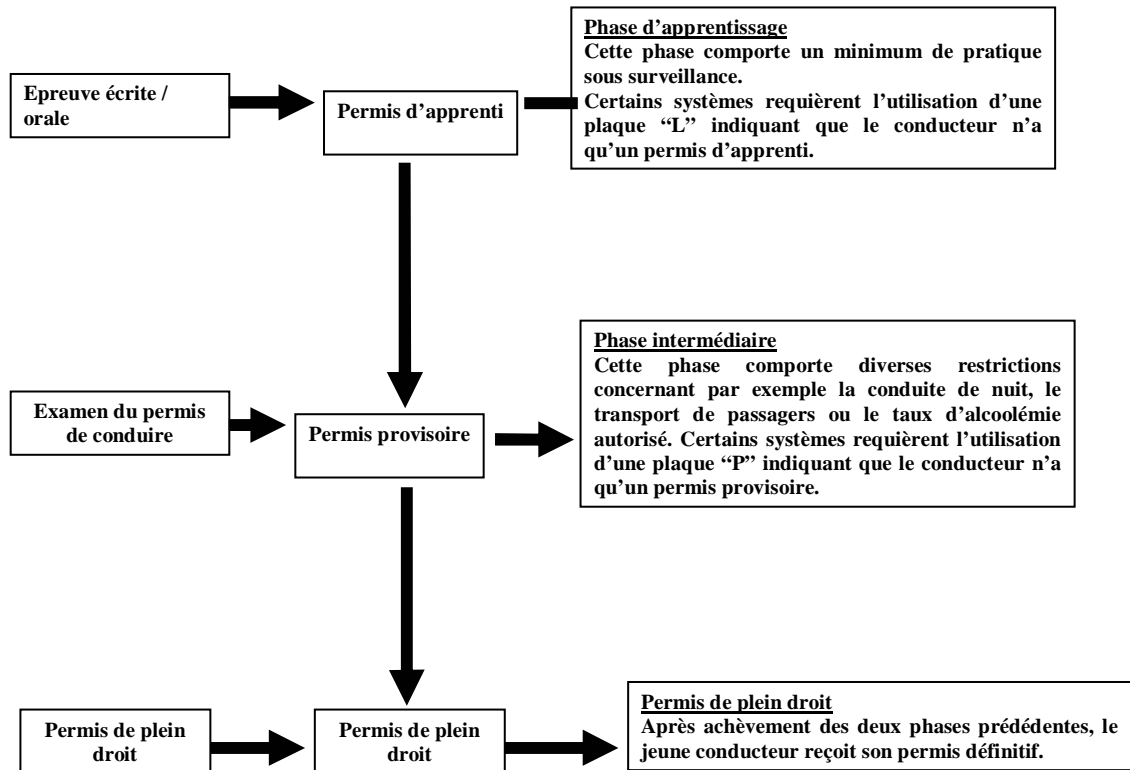 Epreuve écrite /
orale
Permis d'apprenti
Phase d'apprentissage
Cette phase comporte un minimum de pratique
sous surveillance.
Certains systèmes requièrent l'utilisation d'une
plaque “L” indiquant que le conducteur n'a
qu'un permis d'apprenti.
Examen du permis
de conduire
Permis provisoire
Phase intermédiaire
Cette phase comporte diverses restrictions
concernant par exemple la conduite de nuit, le
transport de passagers ou le taux d'alcoolémie
autorisé. Certains systèmes requièrent l'utilisation
d'une plaque “P” indiquant que le conducteur n'a
qu'un permis provisoire.
Permis de plein
droit
Permis de plein
droit
Permis de plein droit
Après achèvement des deux phases prédédentes, le
jeune conducteur reçoit son permis définitif.